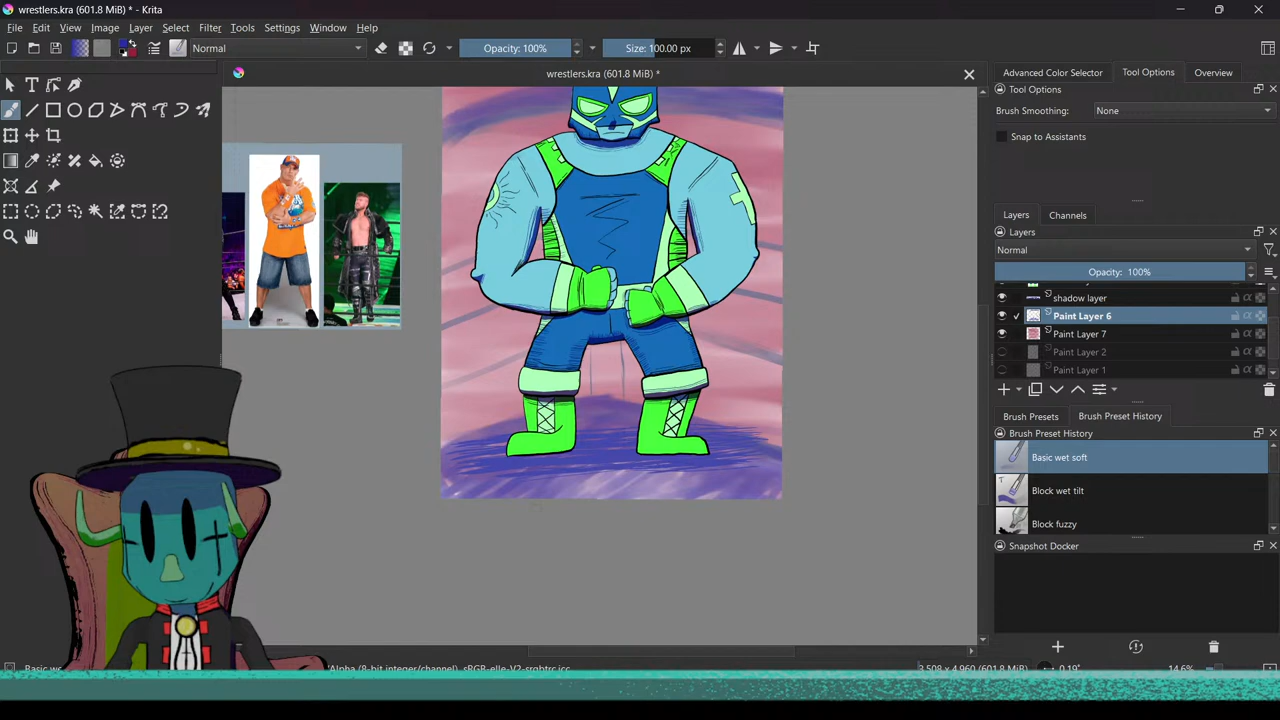 wrestlers.kra (601.8 MiB) * - Krita
File Edit View Image Layer Select Filter Tools Settings Window Help
Normal Opacity: 100% Size: 100.00 px
wrestlers.kra (601.8 MiB) *
Advanced Color Selector Tool Options Overview
Tool Options
Brush Smoothing: None
Snap to Assistants
Layers Channels
Layers
Normal
Opacity: 100%
shadow layer
Paint Layer 6
Paint Layer 7
Paint Layer 2
Paint Layer 1
Brush Presets Brush Preset History
Brush Preset History
Basic wet soft
Block wet tilt
Block fuzzy
Snapshot Docker